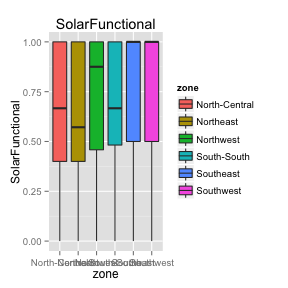 SolarFunctional
1.00
0.75
0.50
0.25
0.00
SolarFunctional
zone
zone
North-Central
Northeast
Northwest
South-South
Southeast
Southwest